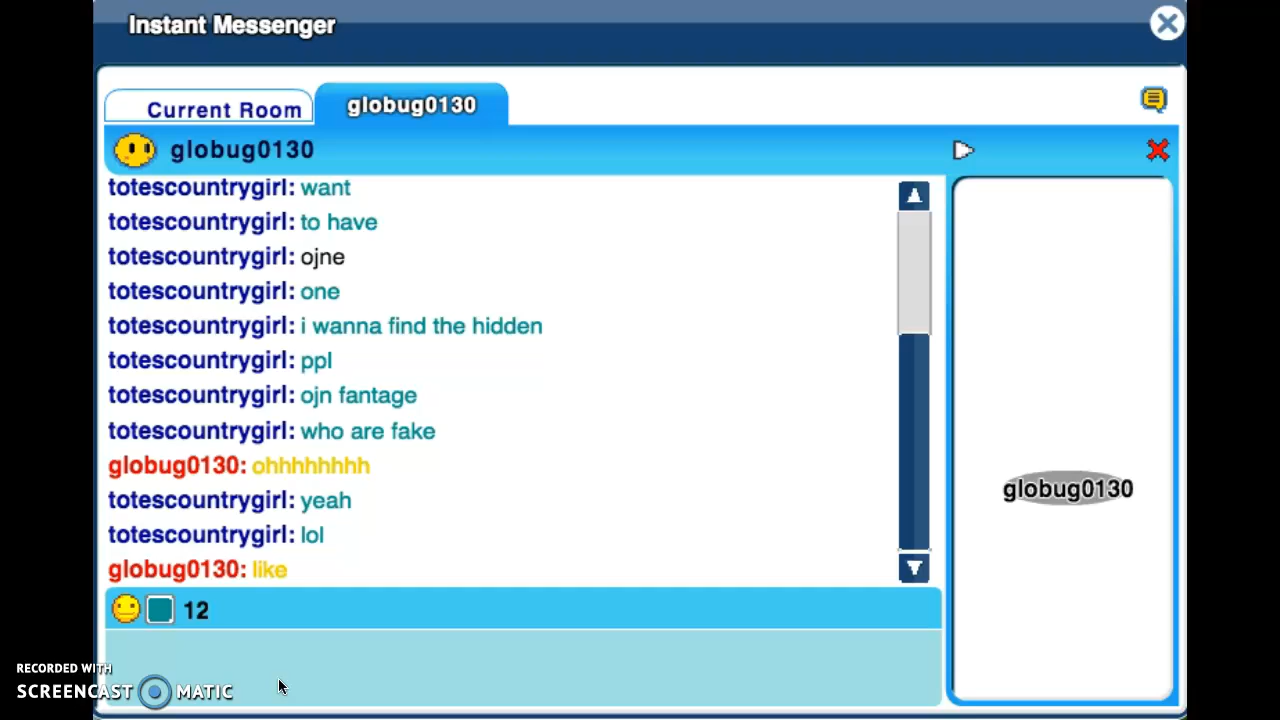 Instant Messenger
Current Room
globug0130
globug0130
totescountrygirl: want
totescountrygirl: to have
totescountrygirl: ojne
totescountrygirl: one
totescountrygirl: i wanna find the hidden
totescountrygirl: ppl
totescountrygirl: ojn fantage
totescountrygirl: who are fake
globug0130: ohhhhhhhh
totescountrygirl: yeah
totescountrygirl: lol
globug0130: like
globug0130
12
RECORDED WITH
SCREENCAST MATIC